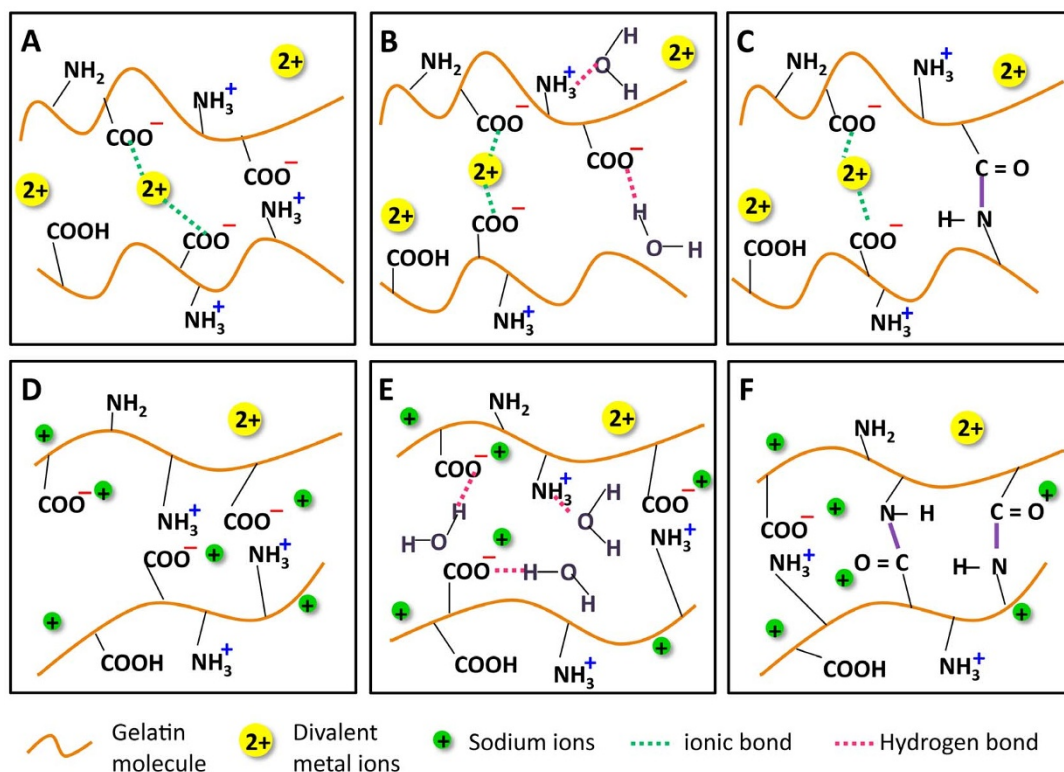 A
NH2
2+
NH3+
COO−
COO−
2+
2+
NH3+
COOH
COO−
NH3+
B
NH2
2+
H
O
H
NH3+
COO−
COO−
2+
2+
H
O
H
COO−
COOH
NH3+
C
NH3+
2+
COO−
C = O
2+
2+
H–N
COO−
COOH
NH3+
D
NH2
2+
+
COO−
+
NH3+
COO−
+
COO−
+
NH3+
+
+
COOH
NH3+
E
+
NH2
2+
COO−
+
NH3+
COO−
+
H
O
H
H
O
H
+
NH3+
COO−
H
O
H
+
COOH
NH3+
+
F
+
NH2
2+
COO−
+
N– H
C = O
+
NH3+
O = C
H–N
+
+
+
COOH
NH3+
Gelatin
molecule
2+
Divalent
metal ions
+
Sodium ions
ionic bond
Hydrogen bond